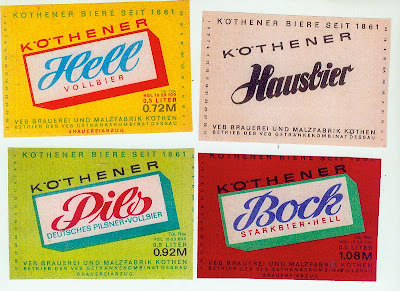 KÖTHENER BIERE SEIT 1861
KÖTHENER
Hell
VOLLBIER
0,5 LITER
0.72M
VEB BRAUEREI UND MALZFABRIK KÖTHEN
BETRIEB DES VEB GETRÄNKEKOMBINAT DESSAU
BRAUEREIABZUG
KÖTHENER BIERE SEIT 1861
KÖTHENER
Hausbier
VEB BRAUEREI UND MALZFABRIK KÖTHEN
BETRIEB DES VEB GETRÄNKEKOMBINAT DESSAU
KÖTHENER BIERE SEIT 1861
KÖTHENER
Pils
DEUTSCHES PILSNER-VOLLBIER
0,5 LITER
0.92M
VEB BRAUEREI UND MALZFABRIK KÖTHEN
BETRIEB DES VEB GETRÄNKEKOMBINAT DESSAU
BRAUEREIABZUG
KÖTHENER BIERE SEIT 1861
KÖTHENER
Bock
STARKBIER-HELL
0,5 LITER
1.08M
VEB BRAUEREI UND MALZFABRIK KÖTHEN
BETRIEB DES VEB GETRÄNKEKOMBINAT DESSAU
BRAUEREIABZUG